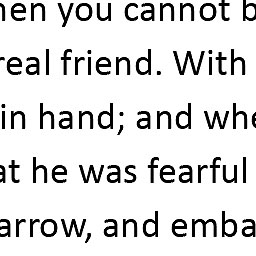 hen you cannot b
real friend. With
in hand; and whe
at he was fearful
arrow, and emba